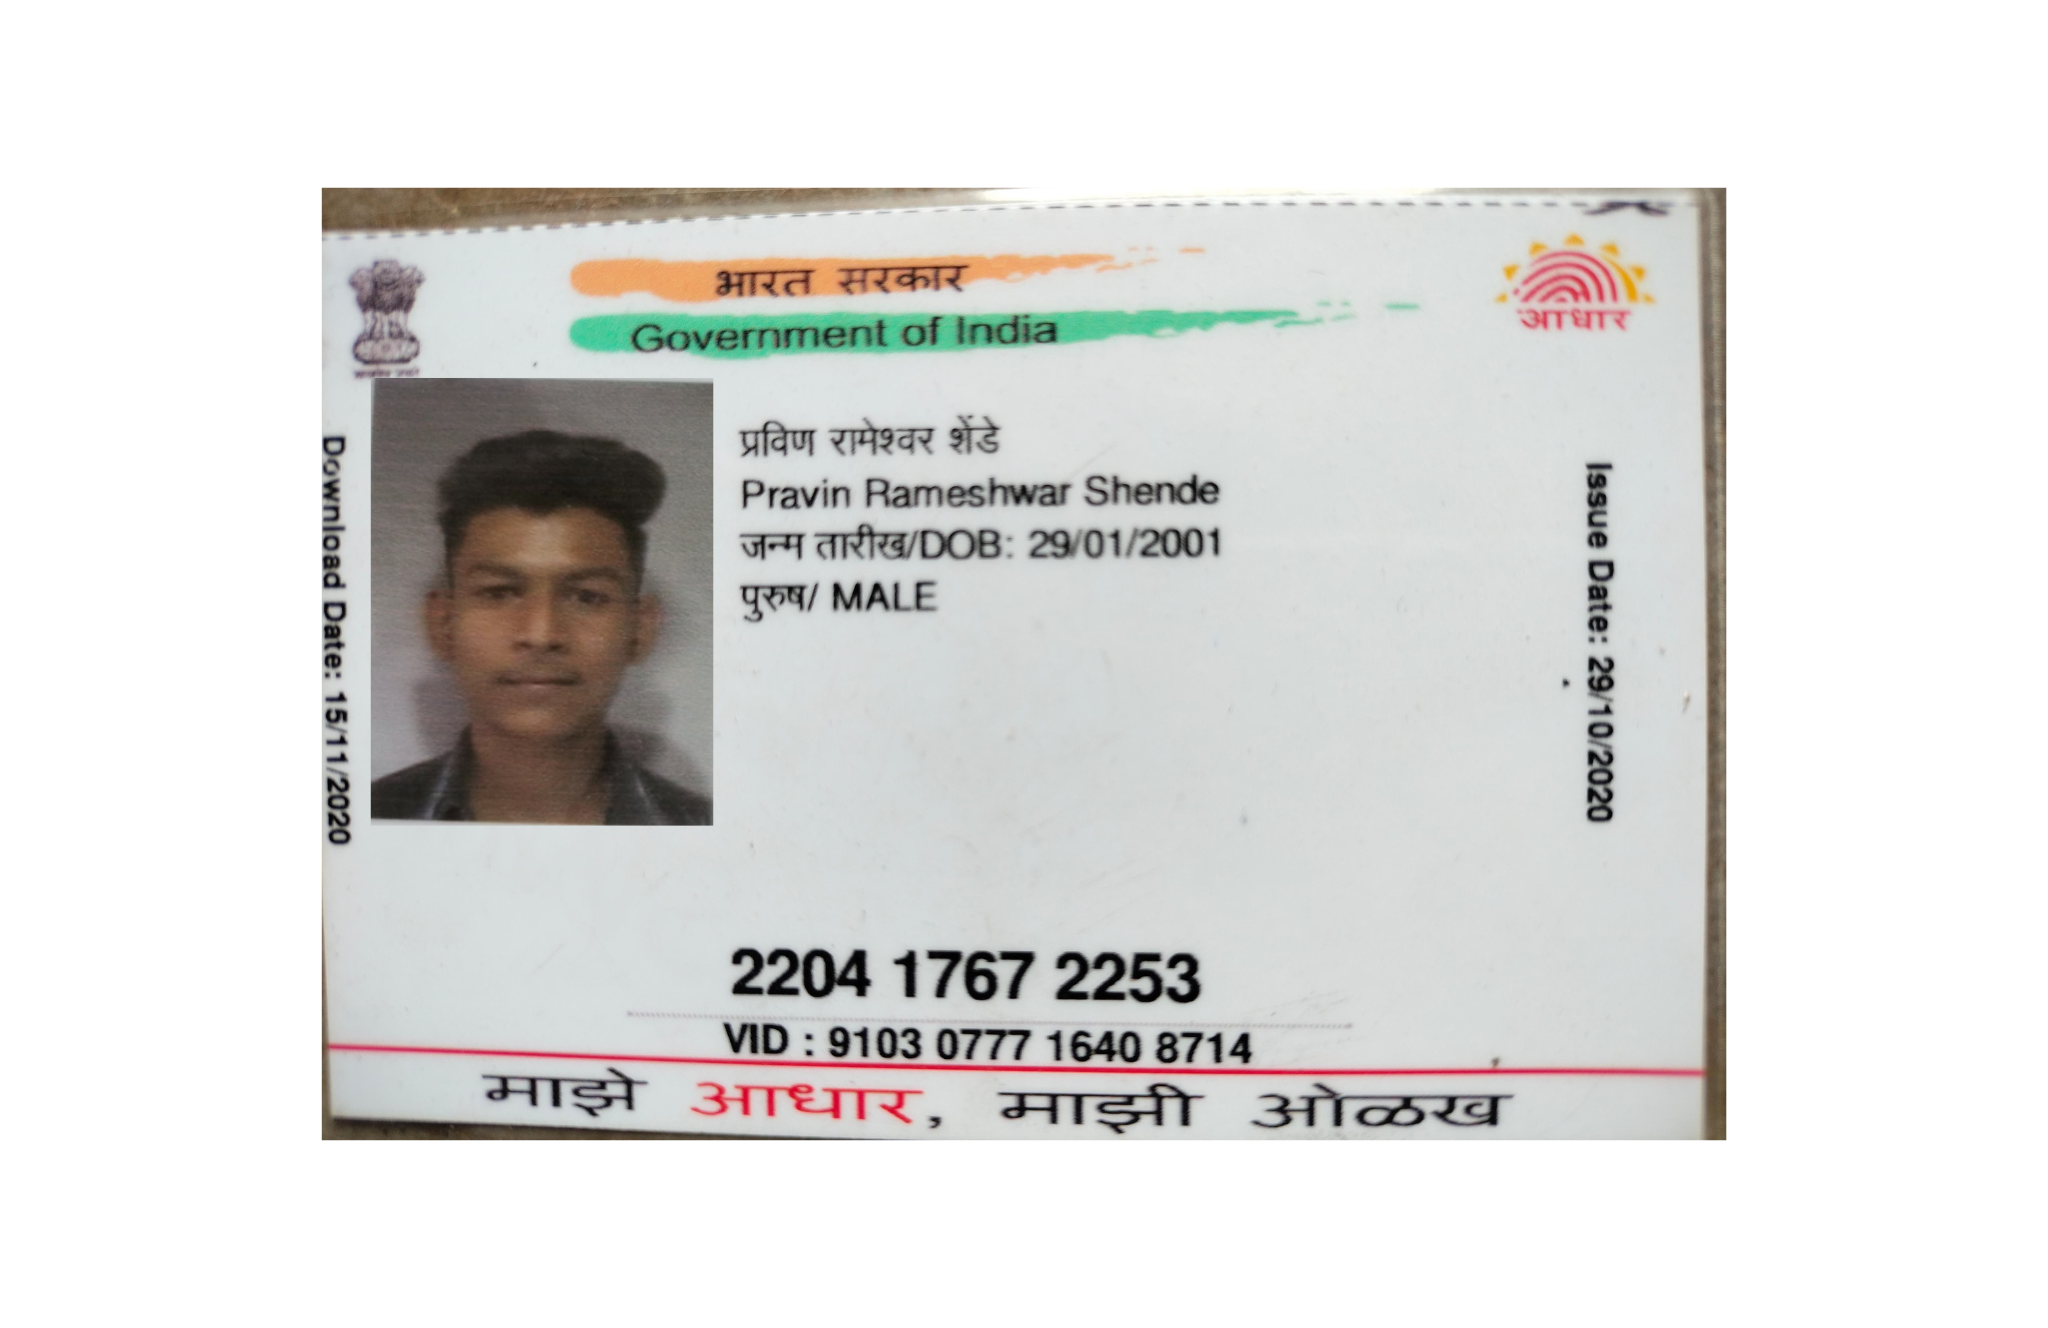 भारत सरकार
Government of India
आधार
प्रविण रामेश्वर शेंडे
Pravin Rameshwar Shende
जन्म तारीख/DOB: 29/01/2001
पुरुष/ MALE
Download Date: 15/11/2020
Issue Date: 29/10/2020
2204 1767 2253
VID : 9103 0777 1640 8714
माझे आधार, माझी ओळख